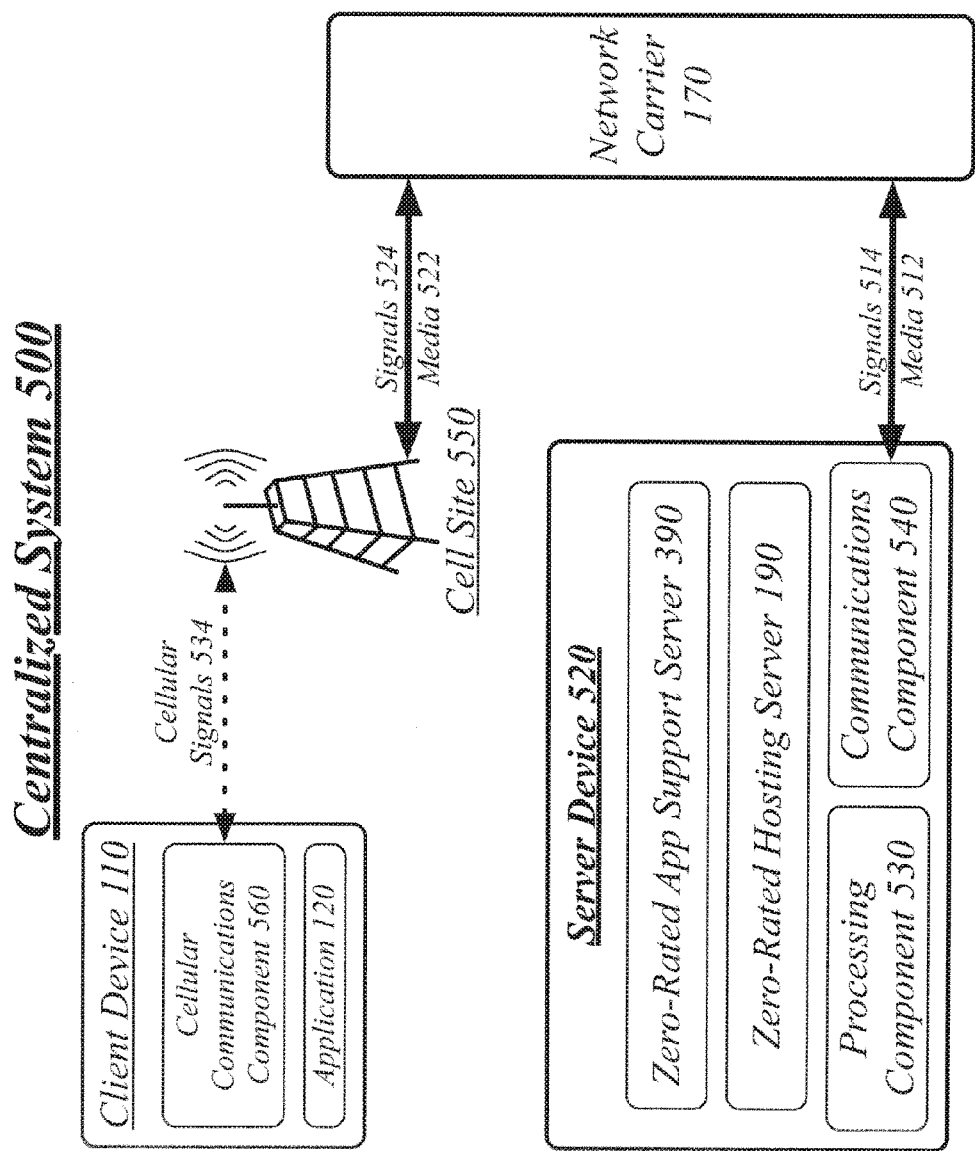 Centralized System 500
Client Device 110
Cellular
Communications
Component 560
Application 120
Cellular
Signals 534
Cell Site 550
Signals 524
Media 522
Network
Carrier
170
Server Device 520
Zero-Rated App Support Server 390
Zero-Rated Hosting Server 190
Processing
Component 530
Communications
Component 540
Signals 514
Media 512